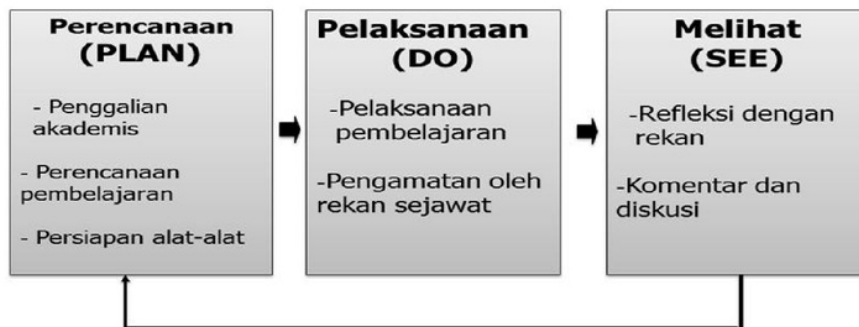 Perencanaan
(PLAN)
- Penggalian
akademis
- Perencanaan
pembelajaran
- Persiapan alat-alat
Pelaksanaan
(DO)
-Pelaksanaan
pembelajaran
-Pengamatan oleh
rekan sejawat
Melihat
(SEE)
-Refleksi dengan
rekan
-Komentar dan
diskusi